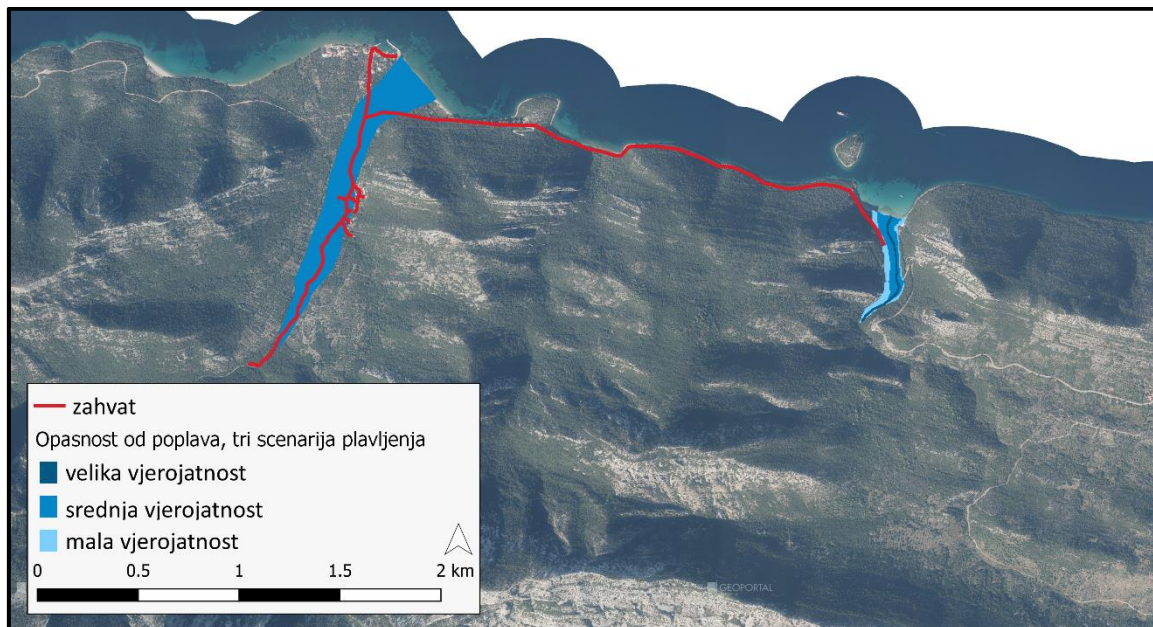 zahvat
Opasnost od poplava, tri scenarija plavljenja
velika vjerojatnost
srednja vjerojatnost
mala vjerojatnost
0 0.5 1 1.5 2 km
GEOPORTAL